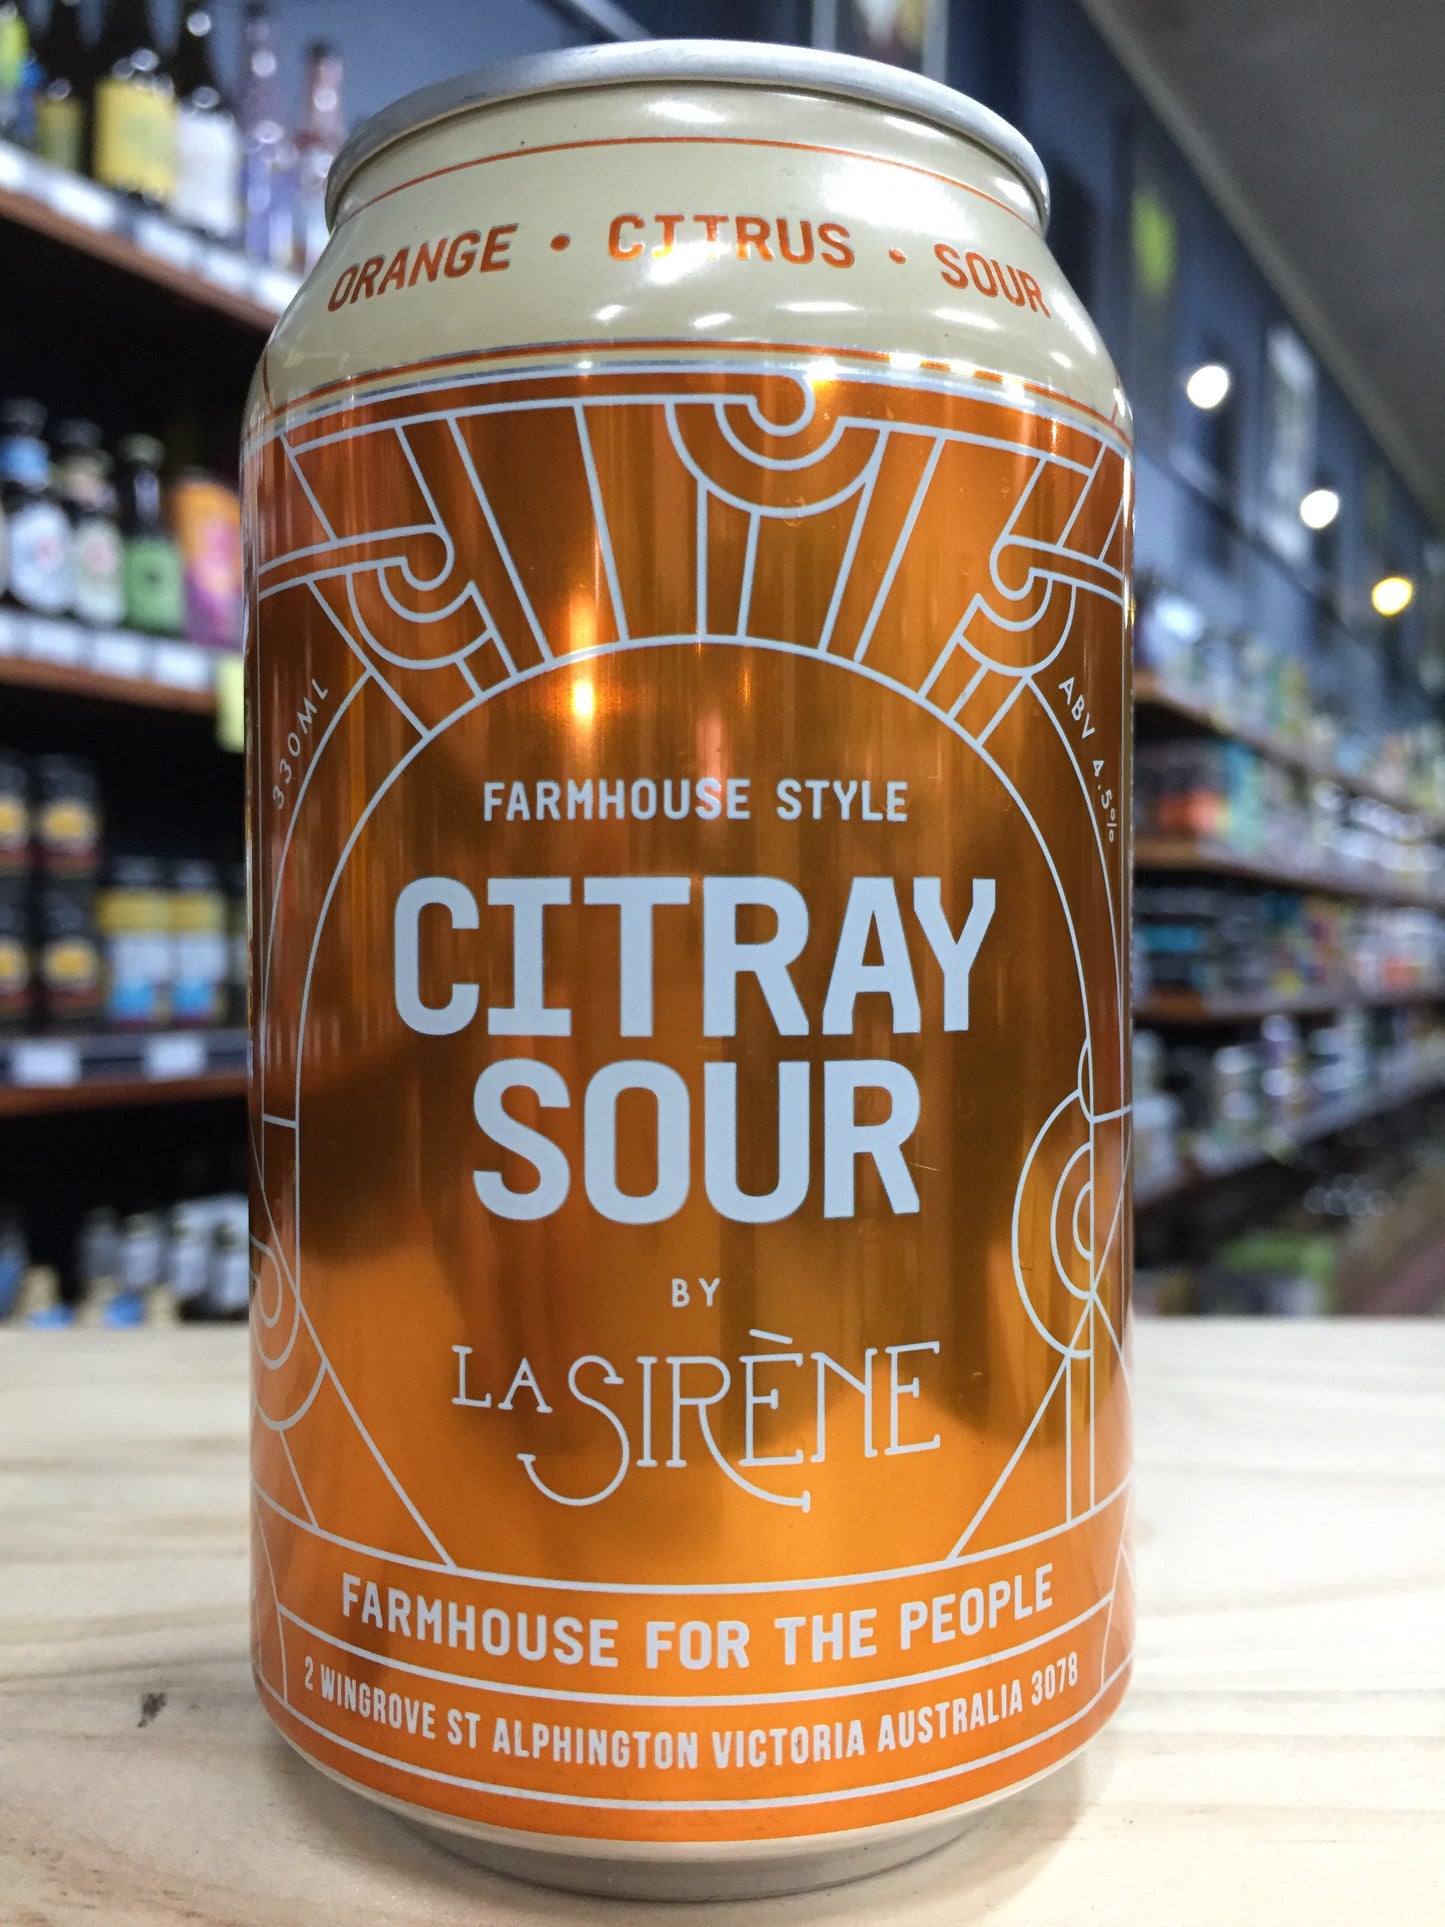 ORANGE • CITRUS • SOUR
330ML
ABV 4.5%
FARMHOUSE STYLE
CITRAY
SOUR
BY
LA SIRÈNE
FARMHOUSE FOR THE PEOPLE
2 WINGROVE ST ALPHINGTON VICTORIA AUSTRALIA 3078